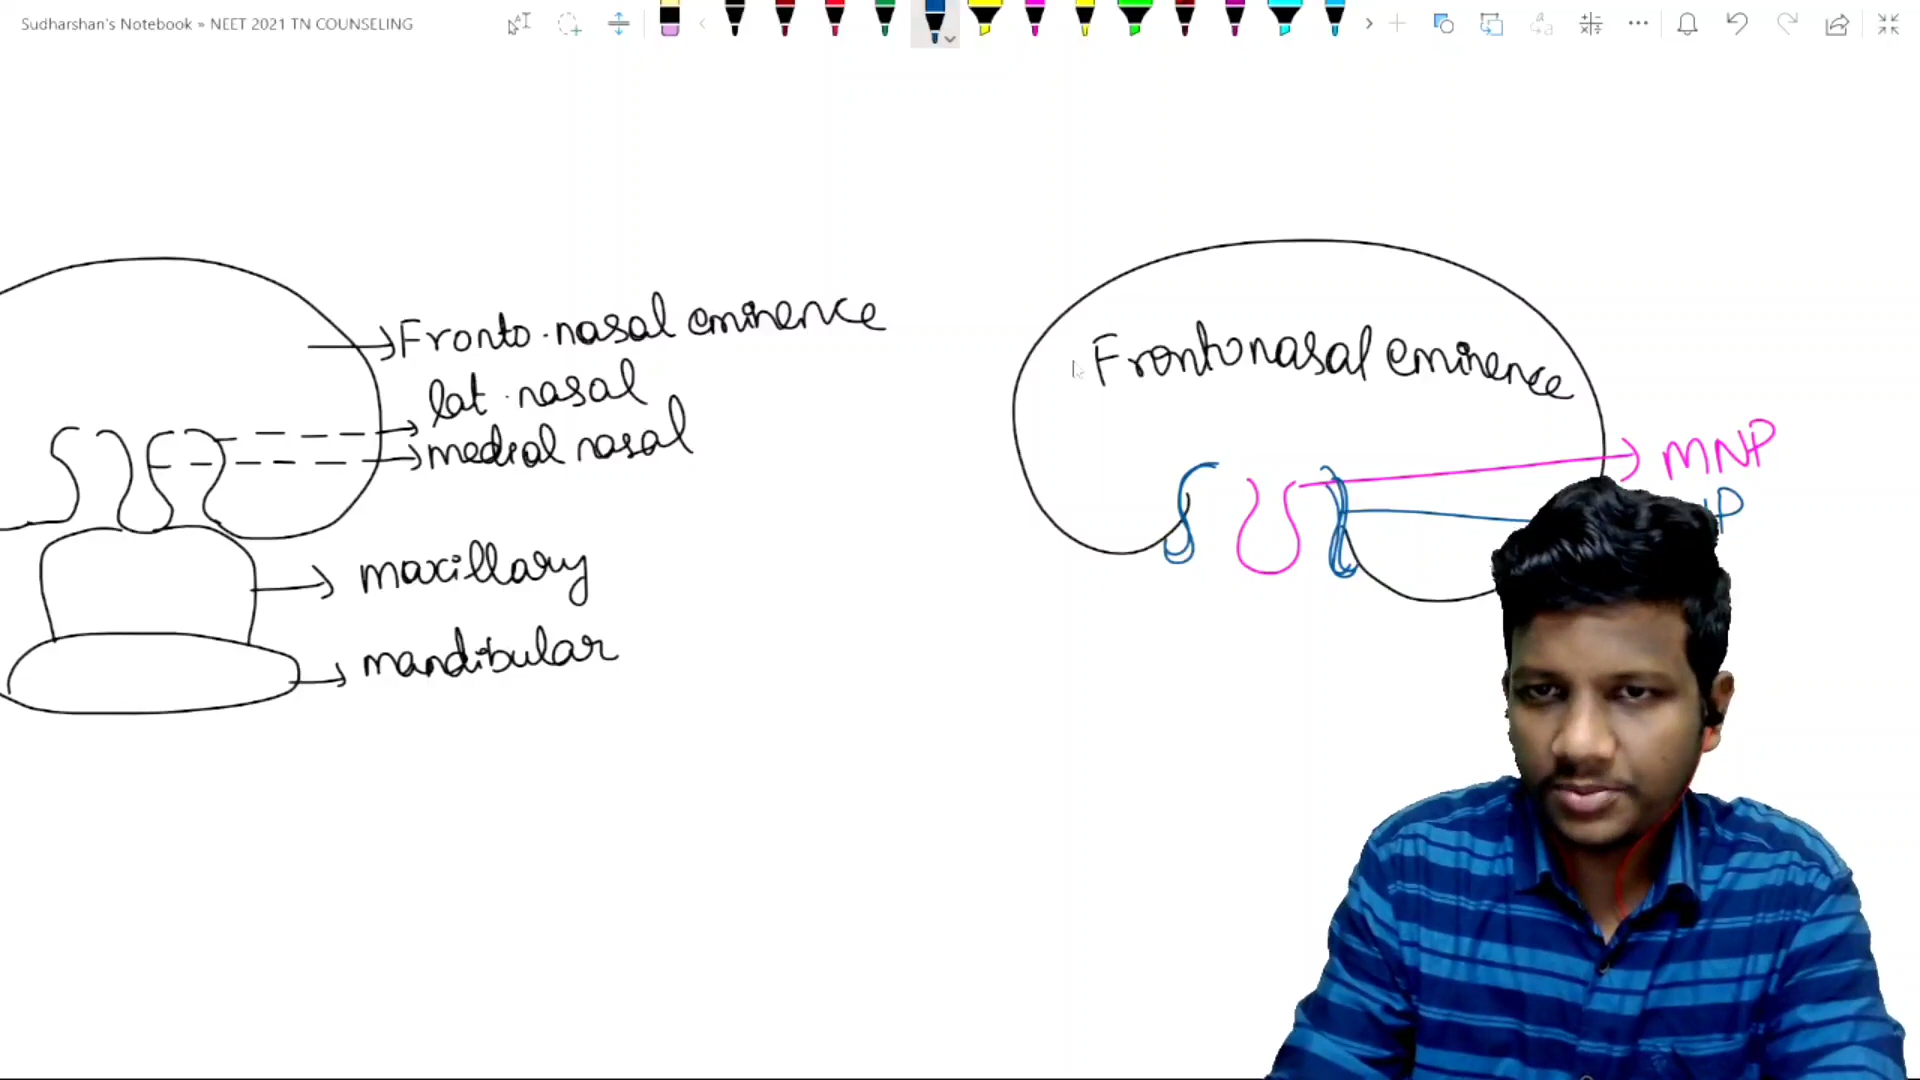 Sudharshan's Notebook » NEET 2021 TN COUNSELING
Fronto-nasal eminence
lat. nasal
medial nasal
maxillary
mandibular
Frontonasal eminence
MNP